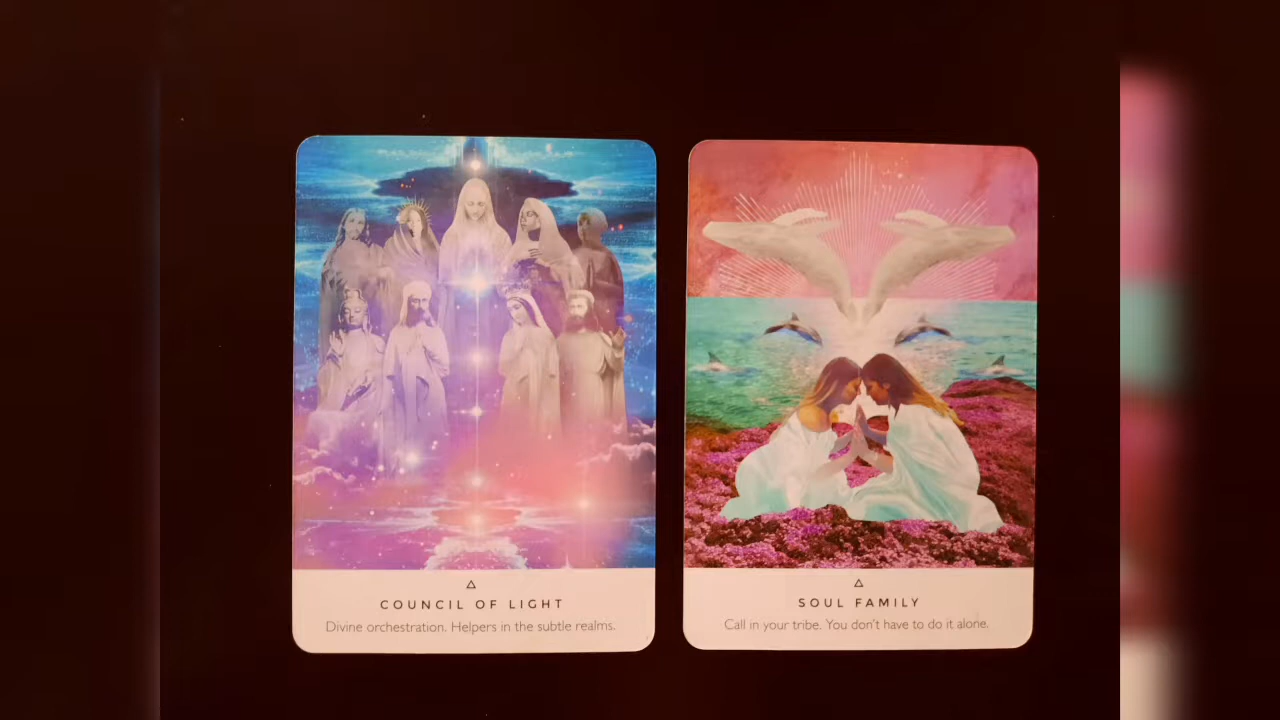 COUNCIL OF LIGHT
Divine orchestration. Helpers in the subtle realms.
SOUL FAMILY
Call in your tribe. You don't have to do it alone.